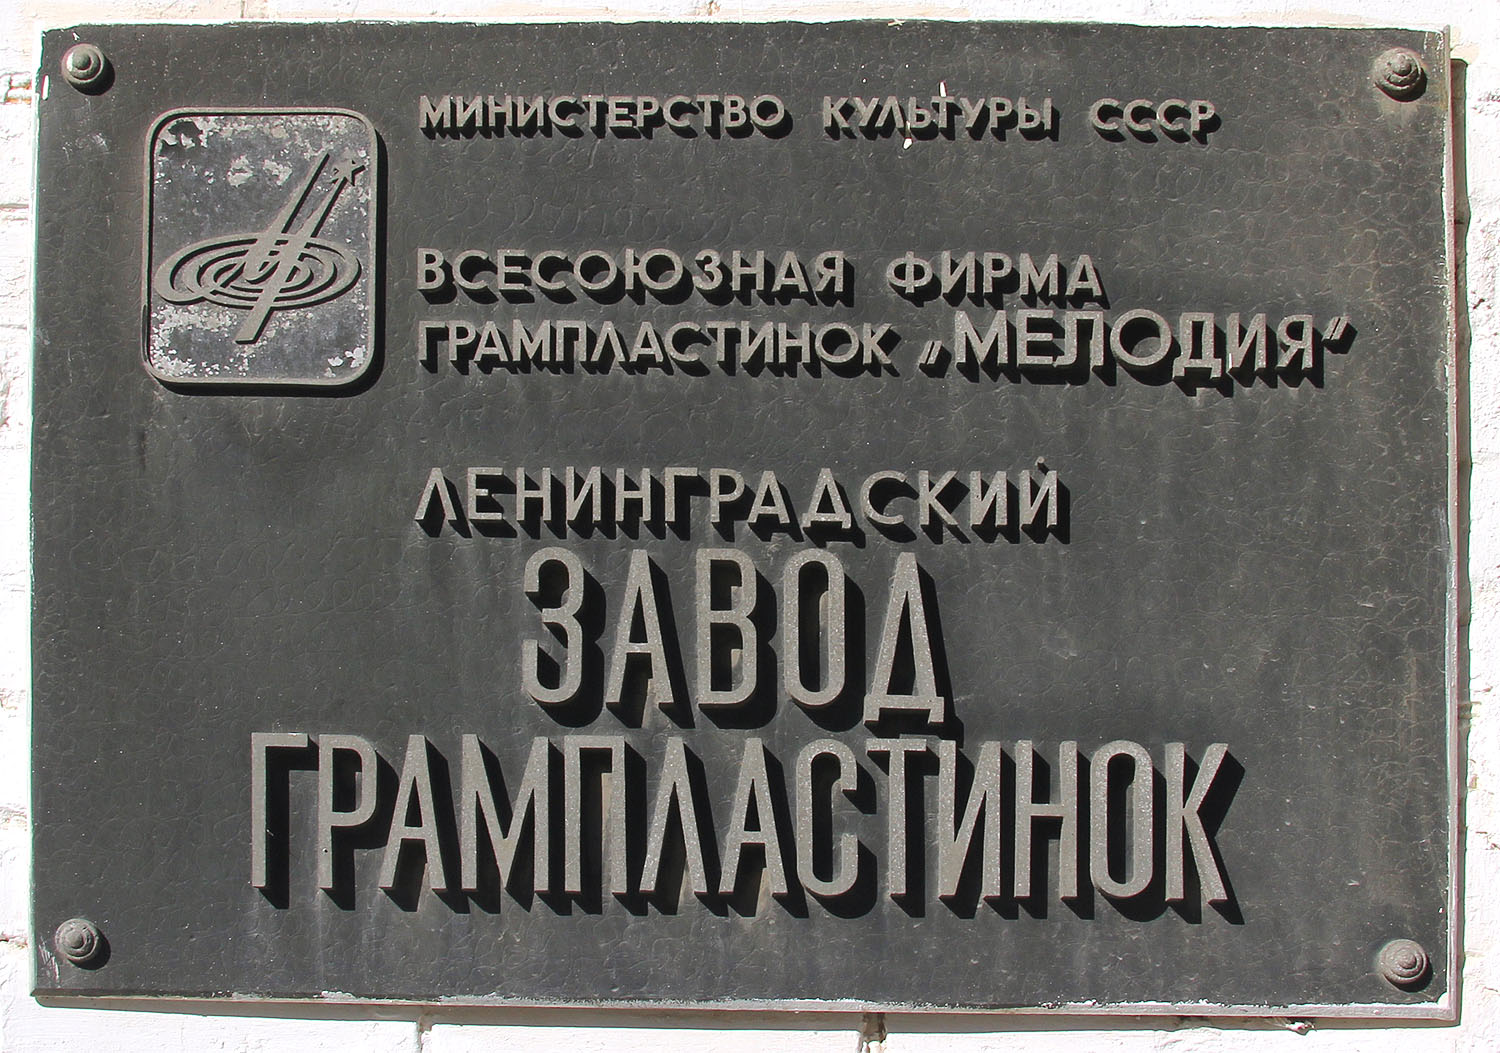 МИНИСТЕРСТВО КУЛЬТУРЫ СССР
ВСЕСОЮЗНАЯ ФИРМА
ГРАМПЛАСТИНОК „МЕЛОДИЯ“
ЛЕНИНГРАДСКИЙ
ЗАВОД
ГРАМПЛАСТИНОК